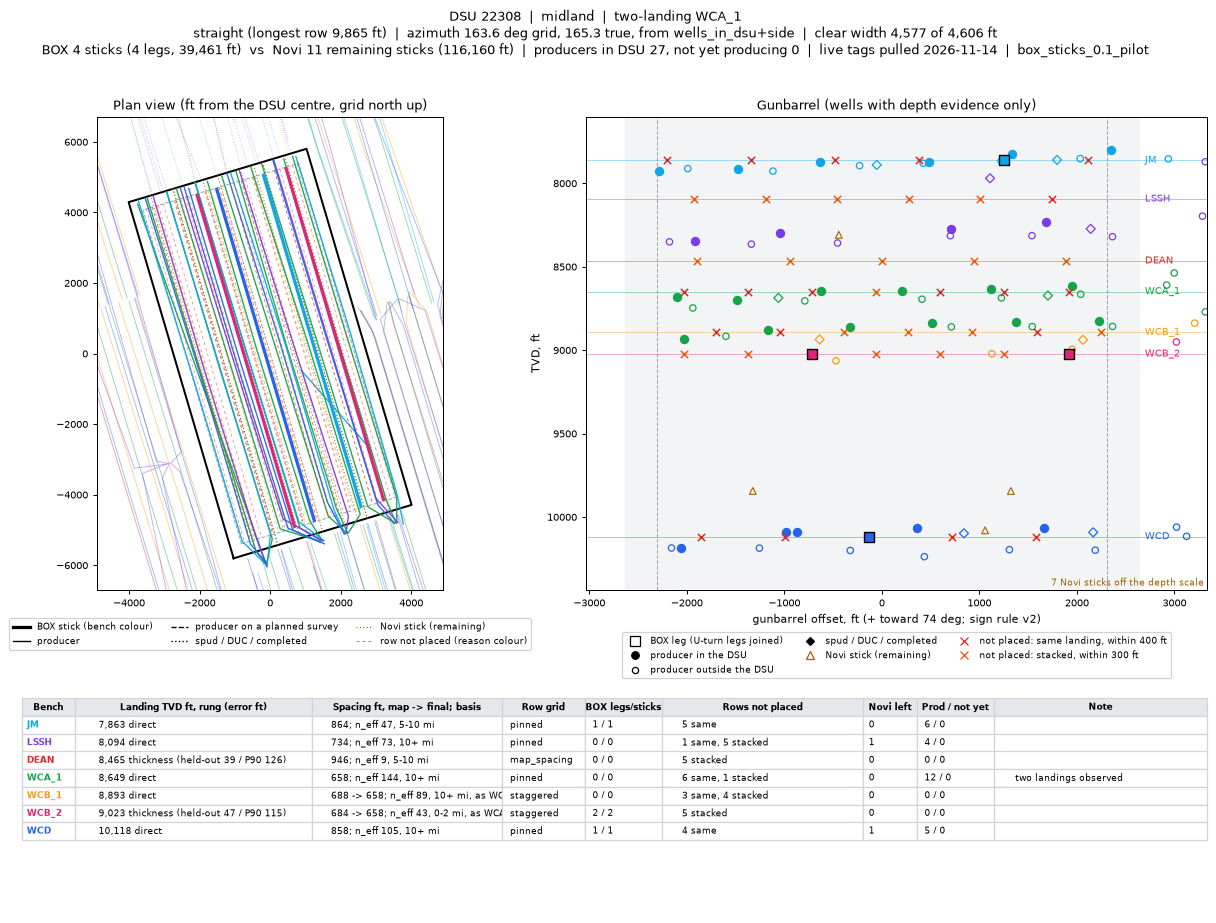 DSU 22308 | midland | two-landing WCA_1
straight (longest row 9,865 ft) | azimuth 163.6 deg grid, 165.3 true, from wells_in_dsu+side | clear width 4,577 of 4,606 ft
BOX 4 sticks (4 legs, 39,461 ft) vs Novi 11 remaining sticks (116,160 ft) | producers in DSU 27, not yet producing 0 | live tags pulled 2026-11-14 | box_sticks_0.1_pilot
Plan view (ft from the DSU centre, grid north up)
6000
4000
2000
0
−2000
−4000
−6000
−4000 −2000 0 2000 4000
BOX stick (bench colour)
producer
producer on a planned survey
spud / DUC / completed
Novi stick (remaining)
row not placed (reason colour)
Gunbarrel (wells with depth evidence only)
TVD, ft
8000
8500
9000
9500
10000
JM
LSSH
DEAN
WCA_1
WCB_1
WCB_2
WCD
7 Novi sticks off the depth scale
−3000 −2000 −1000 0 1000 2000 3000
gunbarrel offset, ft (+ toward 74 deg; sign rule v2)
BOX leg (U-turn legs joined)
producer in the DSU
producer outside the DSU
spud / DUC / completed
Novi stick (remaining)
not placed: same landing, within 400 ft
not placed: stacked, within 300 ft
Bench Landing TVD ft, rung (error ft) Spacing ft, map -> final; basis Row grid BOX legs/sticks Rows not placed Novi left Prod / not yet Note
JM 7,863 direct 864; n_eff 47, 5-10 mi pinned 1 / 1 5 same 0 6 / 0
LSSH 8,094 direct 734; n_eff 73, 10+ mi pinned 0 / 0 1 same, 5 stacked 1 4 / 0
DEAN 8,465 thickness (held-out 39 / P90 126) 946; n_eff 9, 5-10 mi map_spacing 0 / 0 5 stacked 0 0 / 0
WCA_1 8,649 direct 658; n_eff 144, 10+ mi pinned 0 / 0 6 same, 1 stacked 0 12 / 0 two landings observed
WCB_1 8,893 direct 688 -> 658; n_eff 89, 10+ mi, as WC staggered 0 / 0 3 same, 4 stacked 0 0 / 0
WCB_2 9,023 thickness (held-out 47 / P90 115) 684 -> 658; n_eff 43, 0-2 mi, as WCA staggered 2 / 2 5 stacked 0 0 / 0
WCD 10,118 direct 858; n_eff 105, 10+ mi pinned 1 / 1 4 same 1 5 / 0